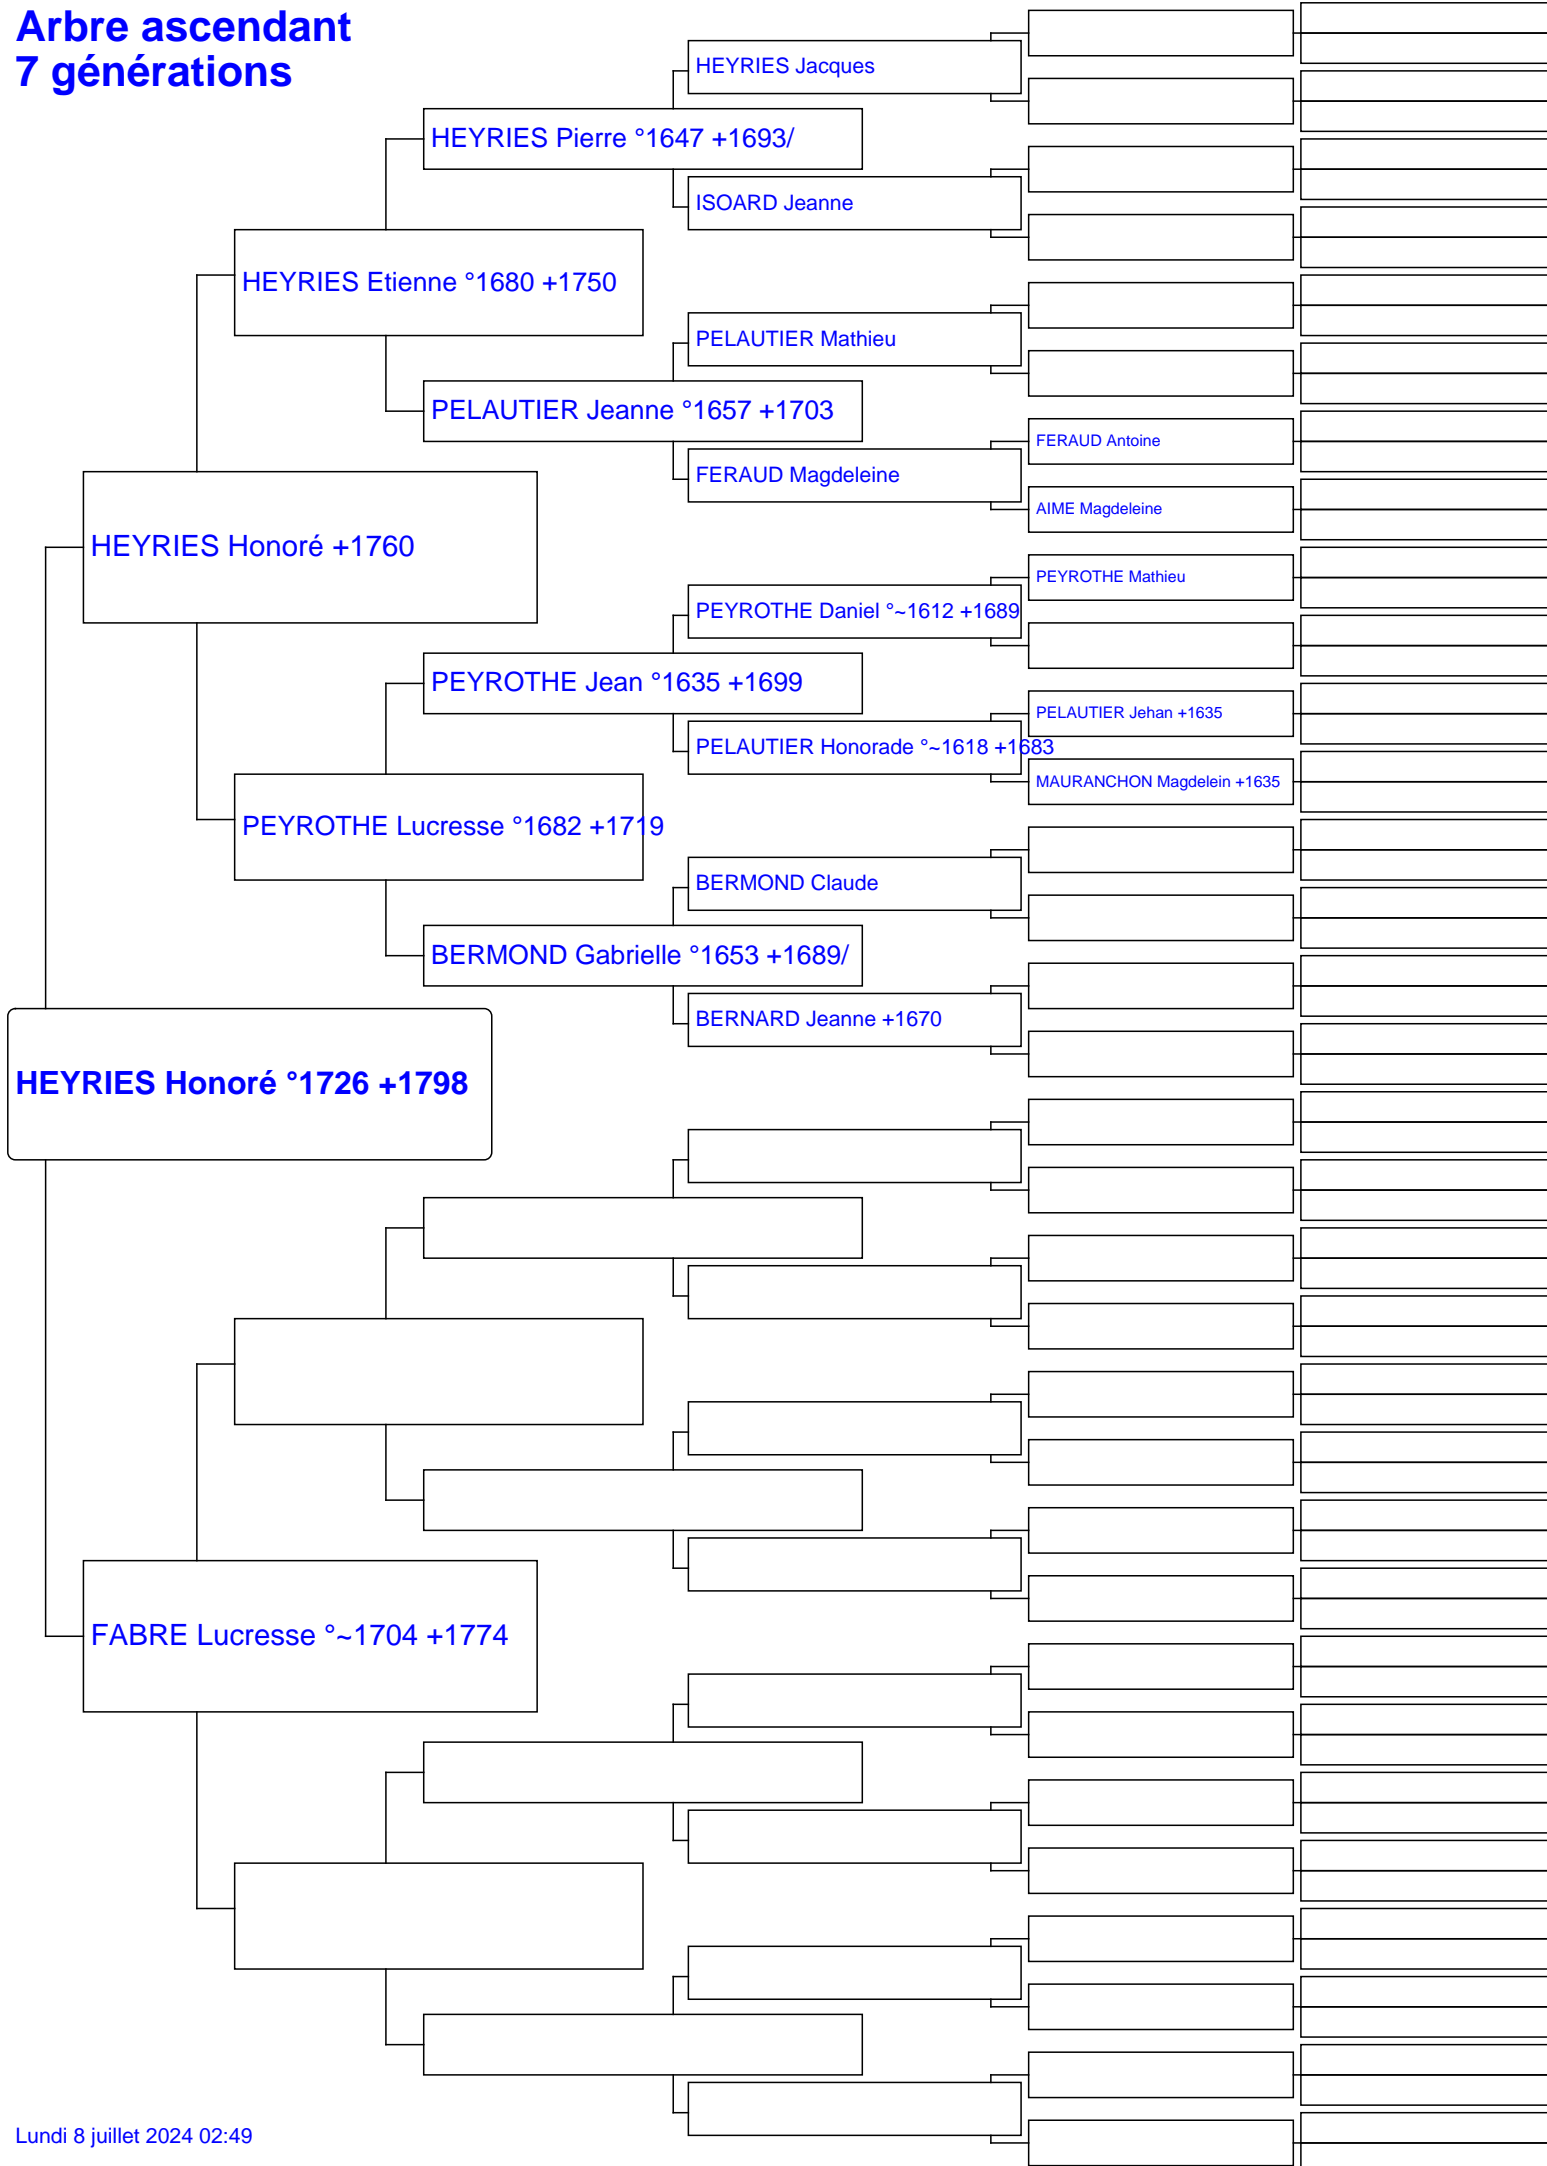 Arbre ascendant
7 générations
HEYRIES Jacques
HEYRIES Pierre °1647 +1693/
ISOARD Jeanne
HEYRIES Etienne °1680 +1750
PELAUTIER Mathieu
PELAUTIER Jeanne °1657 +1703
FERAUD Antoine
FERAUD Magdeleine
AIME Magdeleine
HEYRIES Honoré +1760
PEYROTHE Mathieu
PEYROTHE Daniel °~1612 +1689
PEYROTHE Jean °1635 +1699
PELAUTIER Jehan +1635
PELAUTIER Honorade °~1618 +1683
MAURANCHON Magdelein +1635
PEYROTHE Lucresse °1682 +1719
BERMOND Claude
BERMOND Gabrielle °1653 +1689/
BERNARD Jeanne +1670
HEYRIES Honoré °1726 +1798
FABRE Lucresse °~1704 +1774
Lundi 8 juillet 2024 02:49